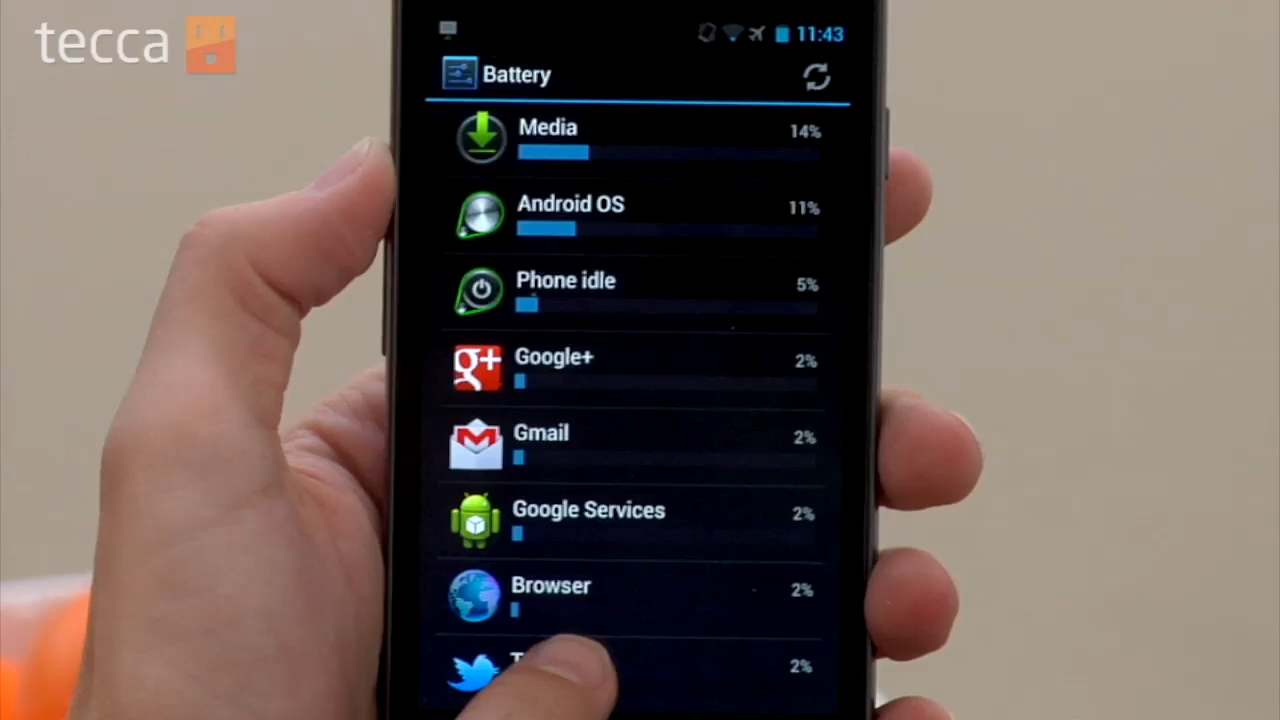 tecca
11:43
Battery
Media 14%
Android OS 11%
Phone idle 5%
Google+ 2%
g+
Gmail 2%
Google Services 2%
Browser 2%
2%